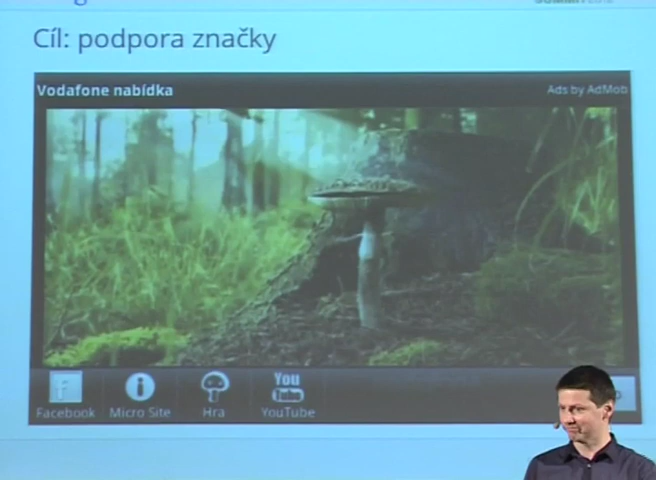 Cíl: podpora značky
Vodafone nabídka
Ads by AdMob
Facebook
Micro Site
Hra
You
Tube
YouTube